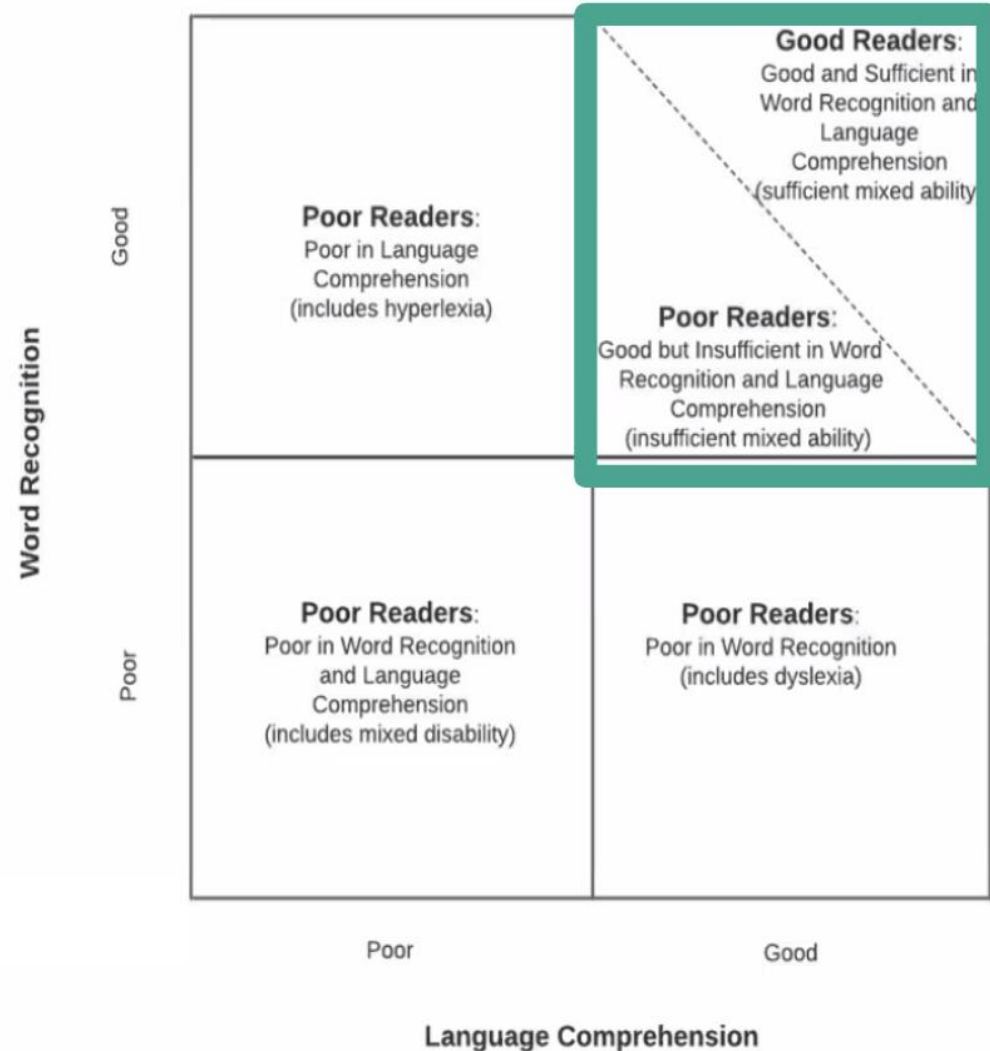 Good Readers:
Good and Sufficient in
Word Recognition and
Language
Comprehension
(sufficient mixed ability
Good
Poor Readers:
Poor in Language
Comprehension
(includes hyperlexia)
Poor Readers:
Good but Insufficient in Word
Recognition and Language
Comprehension
(insufficient mixed ability)
Word Recognition
Poor
Poor Readers:
Poor in Word Recognition
and Language
Comprehension
(includes mixed disability)
Poor Readers:
Poor in Word Recognition
(includes dyslexia)
Poor
Good
Language Comprehension